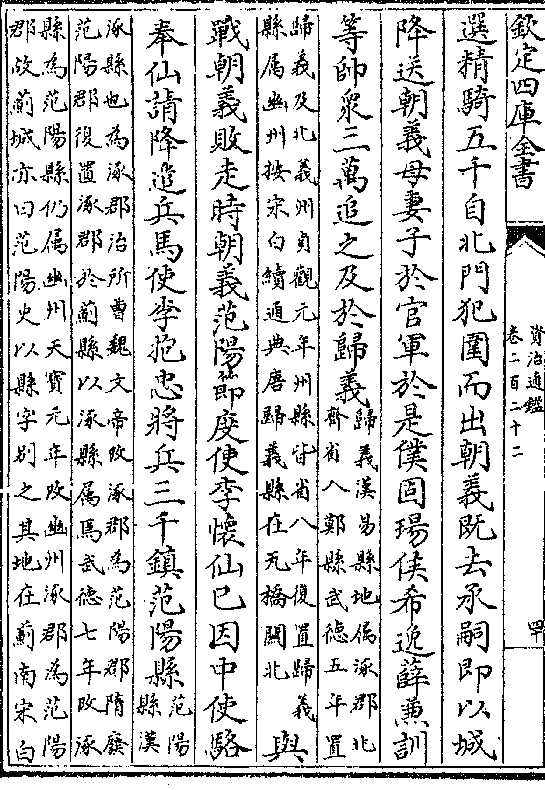 欽定四庫全書
資治通鑑
卷二百二十二
選精騎五千自北門犯圍而出朝義既去承嗣即以城
降送朝義母妻子於官軍於是僕固瑒侯希逸薛兼訓
等帥衆三萬追之及於歸義歸義漢易縣地屬涿郡北
齊省入鄚縣武德五年置
歸義及北義州貞觀元年州縣皆省八年復置歸義
縣屬幽州按宋白續通典唐歸義縣在瓦橋關北與
戰朝義敗走時朝義范陽節度使李懷仙已因中使駱
奉仙請降遣兵馬使李抱忠將兵三千鎮范陽縣范陽
縣漢
涿縣也為涿郡治所曹魏文帝改涿郡為范陽郡隋廢
范陽郡復置涿郡於薊縣以涿縣屬焉武德七年改涿
縣為范陽縣仍屬幽州天寶元年改幽州涿郡為范陽
郡故薊城亦曰范陽史以縣字别之其地在薊南宋白